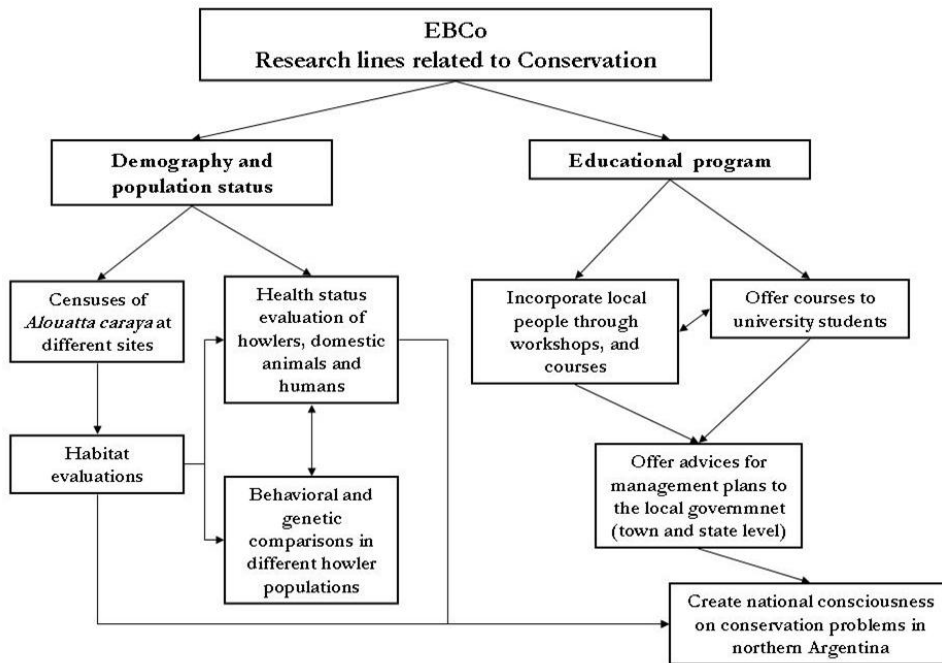 EBCo
Research lines related to Conservation
Demography and
population status
Educational program
Censuses of
Alouatta caraya at
different sites
Health status
evaluation of
howlers, domestic
animals and
humans
Incorporate local
people through
workshops, and
courses
Offer courses to
university students
Habitat
evaluations
Behavioral and
genetic
comparisons in
different howler
populations
Offer advices for
management plans to
the local governmnet
(town and state level)
Create national consciousness
on conservation problems in
northern Argentina